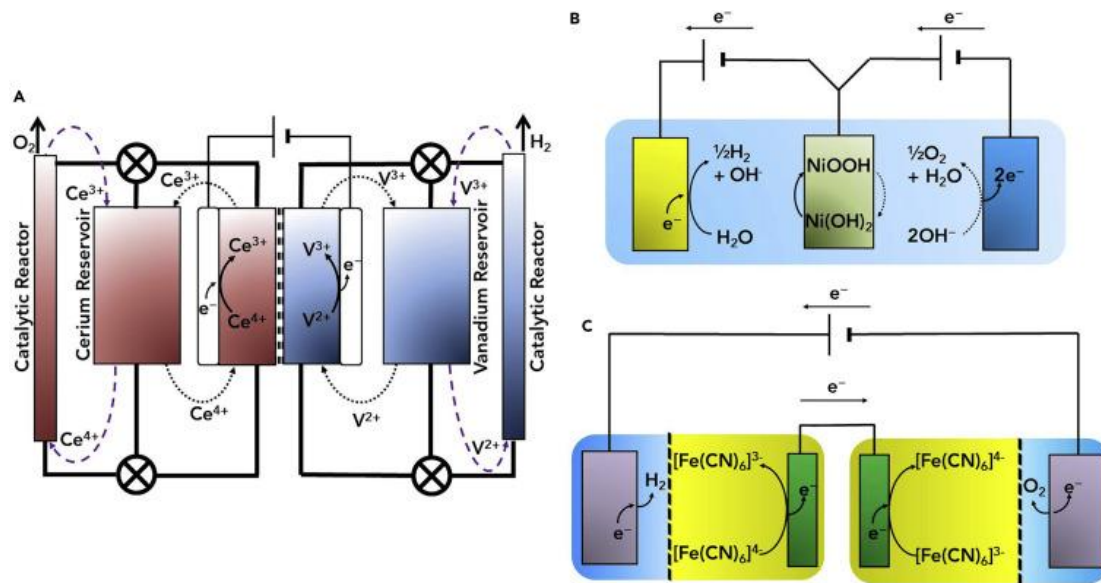 A
O2
H2
Catalytic Reactor
Ce3+
Cerium Reservoir
Ce3+
Ce3+
e−
Ce4+
V3+
e−
V2+
V3+
V3+
Vanadium Reservoir
Catalytic Reactor
Ce4+
Ce4+
V2+
V2+
B
e−
e−
½H2
+ OH-
e−
H2O
NiOOH
Ni(OH)2
½O2
+ H2O
2OH−
2e−
C
e−
e−
e−
H2
[Fe(CN)6]3-
e−
[Fe(CN)6]4-
e−
[Fe(CN)6]4-
[Fe(CN)6]3-
O2
e−